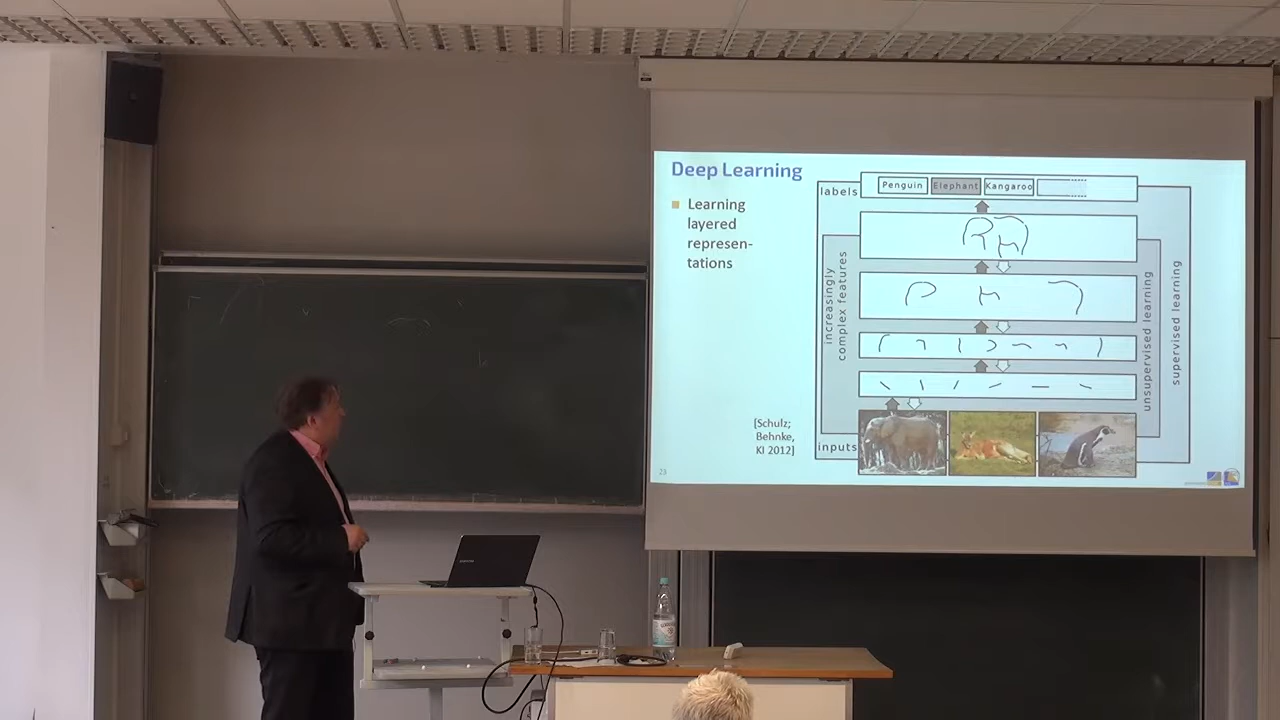 Deep Learning
Learning
layered
represen-
tations
labels
Penguin
Elephant
Kangaroo
increasingly
complex features
unsupervised learning
supervised learning
[Schulz;
Behnke,
KI 2012]
inputs